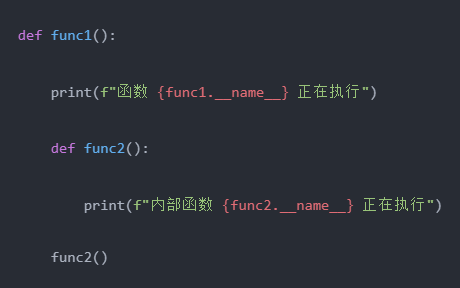 def func1():
    print(f"函数 {func1.__name__} 正在执行")
    def func2():
        print(f"内部函数 {func2.__name__} 正在执行")
    func2()